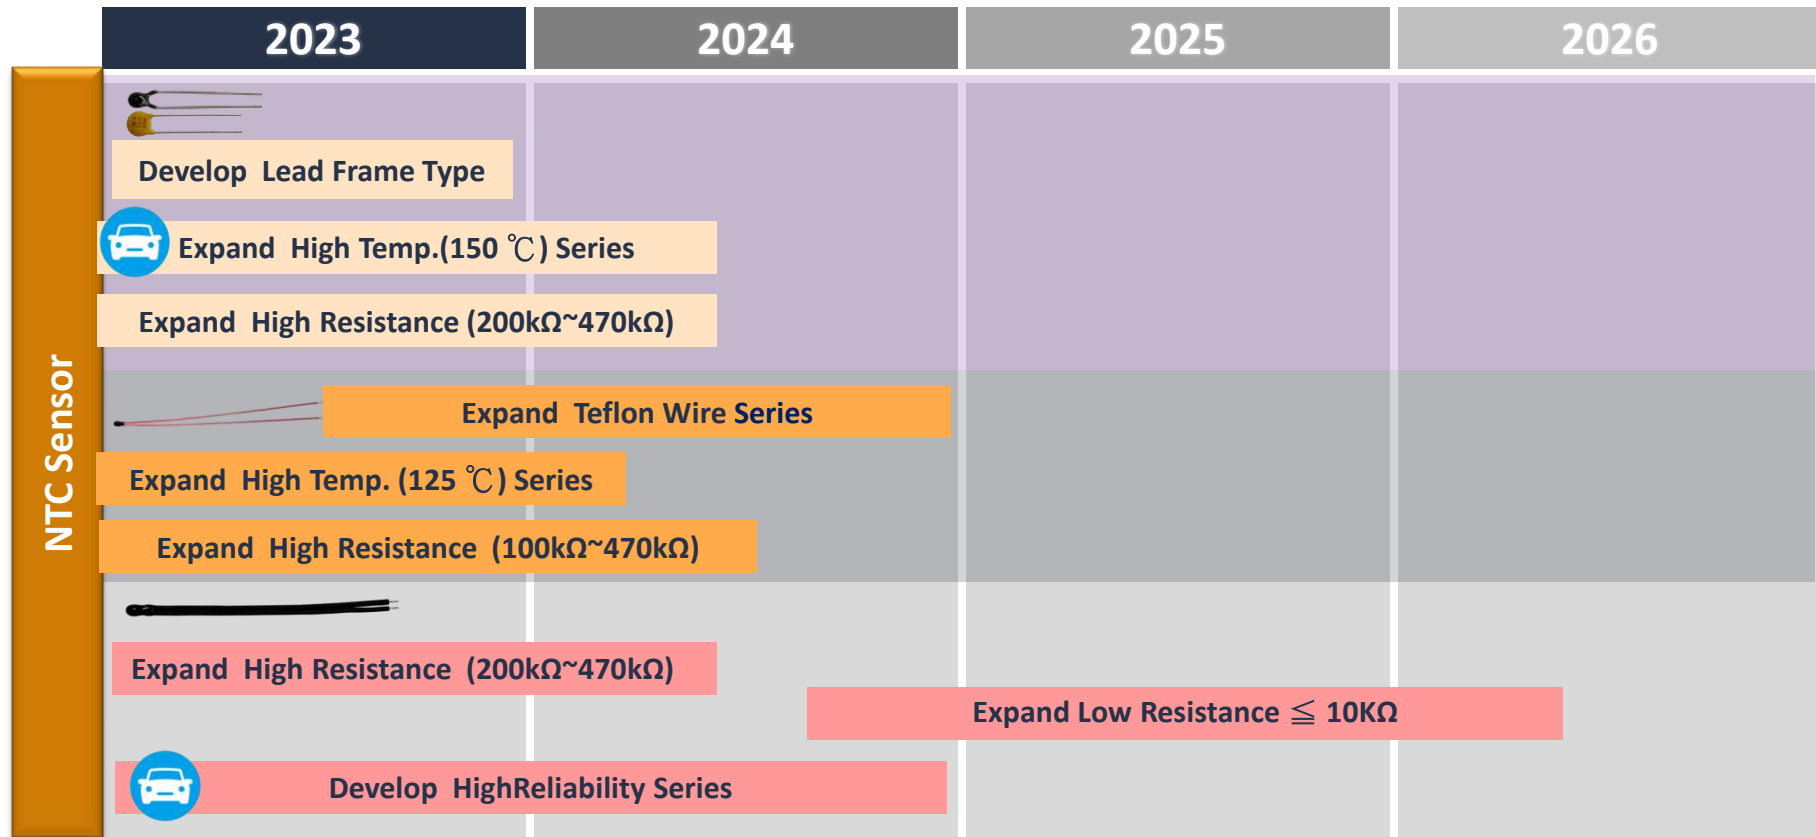 2023
2024
2025
2026
NTC Sensor
Develop Lead Frame Type
Expand High Temp.(150 ℃) Series
Expand High Resistance (200kΩ~470kΩ)
Expand Teflon Wire Series
Expand High Temp. (125 ℃) Series
Expand High Resistance (100kΩ~470kΩ)
Expand High Resistance (200kΩ~470kΩ)
Expand Low Resistance ≦ 10KΩ
Develop HighReliability Series